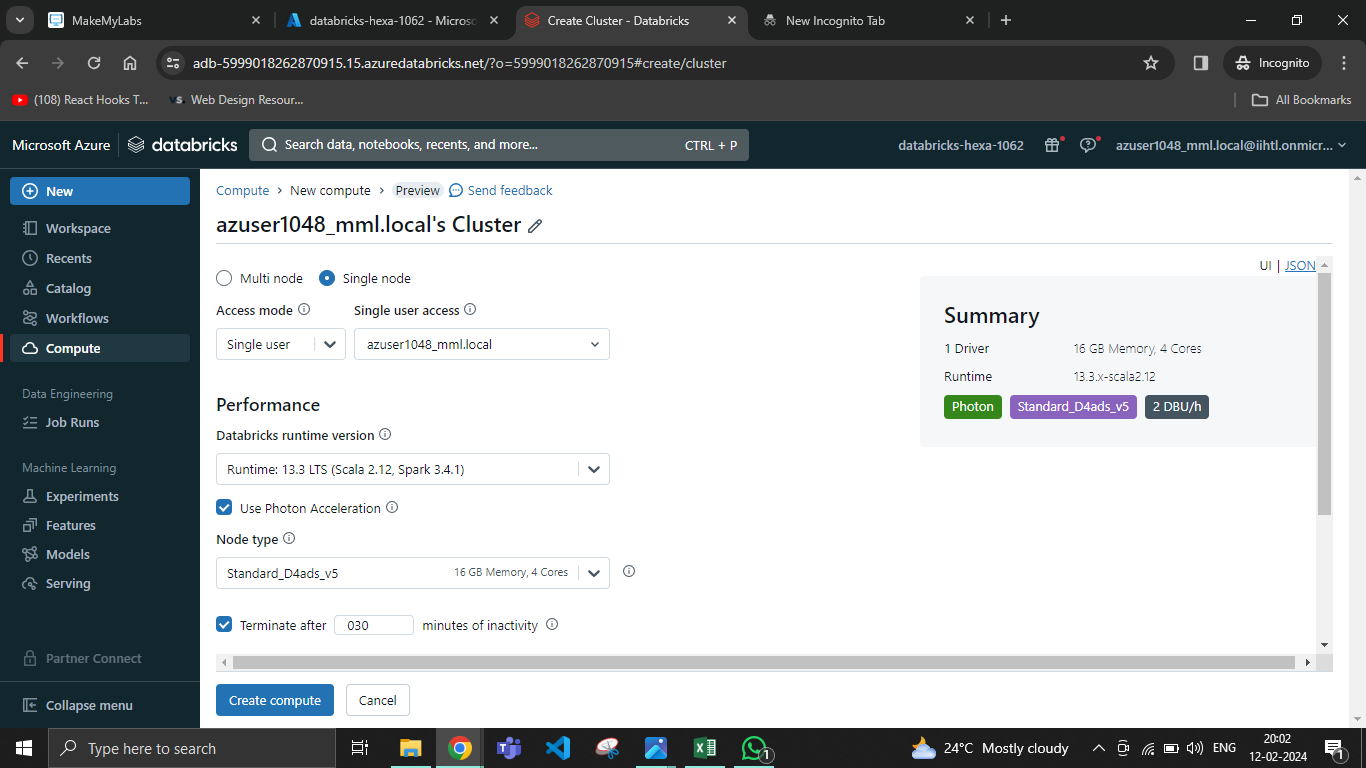 MakeMyLabs
databricks-hexa-1062 - Microso
Create Cluster - Databricks
New Incognito Tab
adb-5999018262870915.15.azuredatabricks.net/?o=5999018262870915#create/cluster
Incognito
(108) React Hooks T...
Web Design Resour...
All Bookmarks
Microsoft Azure
databricks
Search data, notebooks, recents, and more...
CTRL + P
databricks-hexa-1062
azuser1048_mml.local@iihtl.onmicr...
New
Workspace
Recents
Catalog
Workflows
Compute
Data Engineering
Job Runs
Machine Learning
Experiments
Features
Models
Serving
Partner Connect
Collapse menu
Compute > New compute > Preview Send feedback
azuser1048_mml.local's Cluster
UI | JSON
Multi node Single node
Access mode Single user access
Single user azuser1048_mml.local
Performance
Databricks runtime version
Runtime: 13.3 LTS (Scala 2.12, Spark 3.4.1)
Use Photon Acceleration
Node type
Standard_D4ads_v5 16 GB Memory, 4 Cores
Terminate after 030 minutes of inactivity
Create compute Cancel
Summary
1 Driver 16 GB Memory, 4 Cores
Runtime 13.3.x-scala2.12
Photon Standard_D4ads_v5 2 DBU/h
Type here to search
1
24°C Mostly cloudy
ENG
20:02
12-02-2024
1